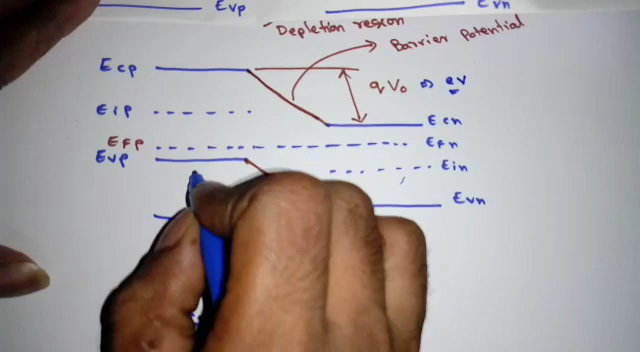 Evp
Evn
- Depletion region
Barrier potential
Ecp
qV₀ ⇒ ev
Ecn
Eip
EFP
Efn
Evp
Ein
Evn